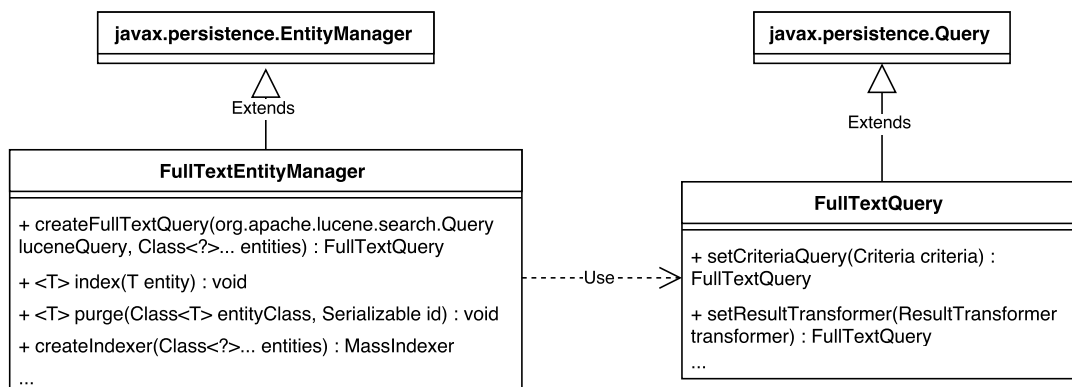 javax.persistence.EntityManager
javax.persistence.Query
Extends
Extends
FullTextEntityManager
+ createFullTextQuery(org.apache.lucene.search.Query
luceneQuery, Class<?>... entities) : FullTextQuery
+ <T> index(T entity) : void
+ <T> purge(Class<T> entityClass, Serializable id) : void
+ createIndexer(Class<?>... entities) : MassIndexer
...
Use
FullTextQuery
+ setCriteriaQuery(Criteria criteria) :
FullTextQuery
+ setResultTransformer(ResultTransformer
transformer) : FullTextQuery
...